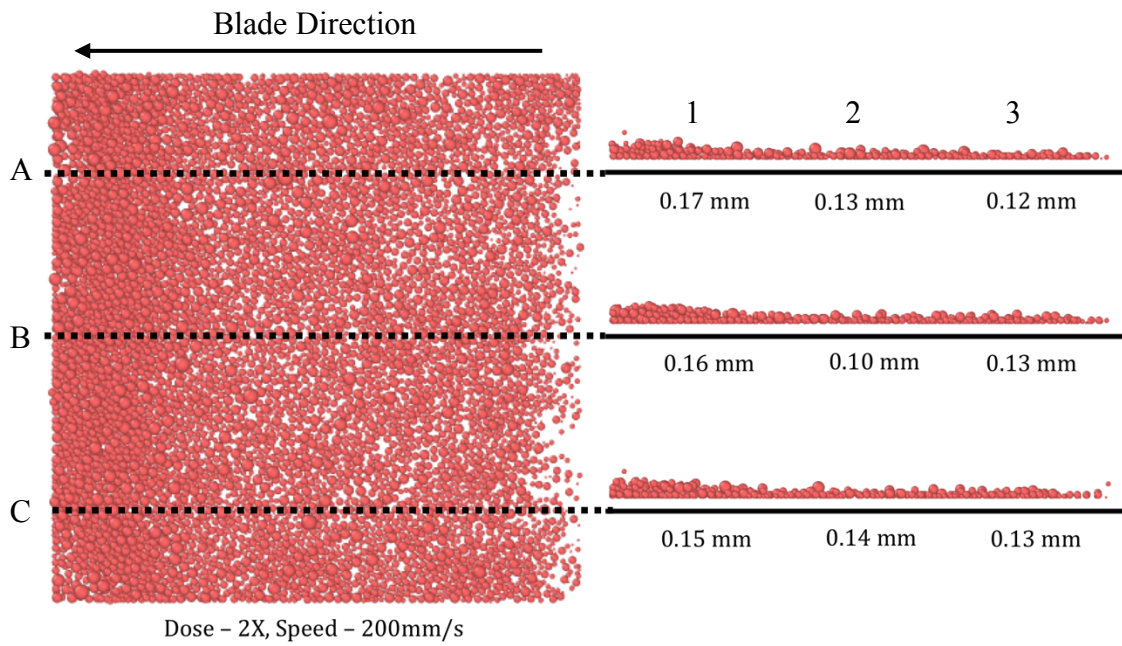 Blade Direction
1 2 3
A
0.17 mm 0.13 mm 0.12 mm
B
0.16 mm 0.10 mm 0.13 mm
C
0.15 mm 0.14 mm 0.13 mm
Dose – 2X, Speed – 200mm/s